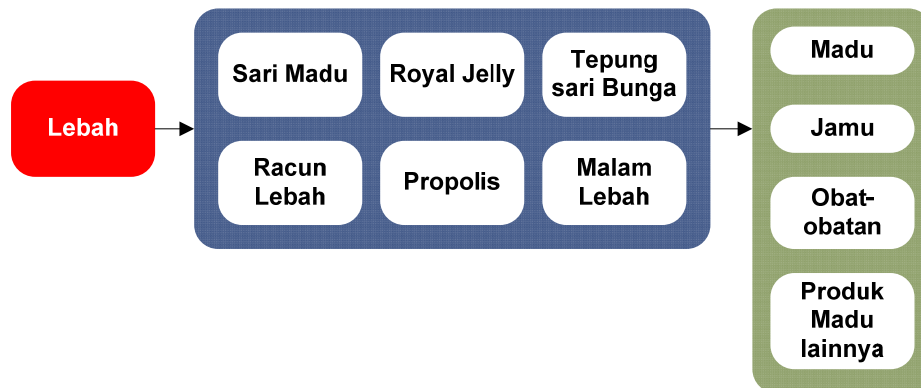 Lebah
Sari Madu
Royal Jelly
Tepung
sari Bunga
Racun
Lebah
Propolis
Malam
Lebah
Madu
Jamu
Obat-
obatan
Produk
Madu
lainnya